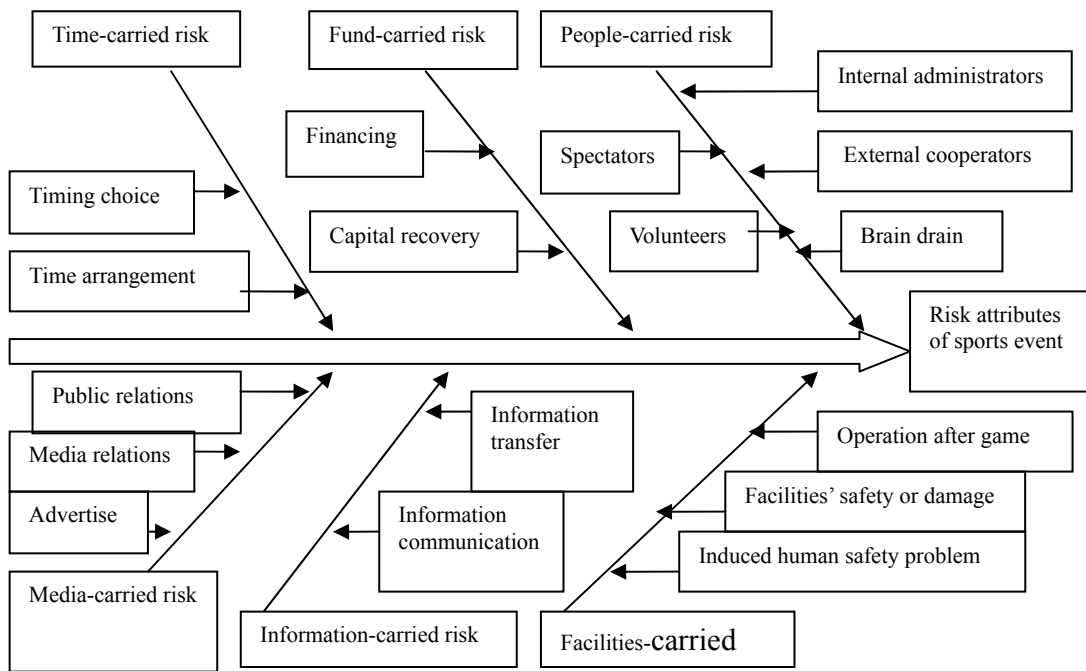 Time-carried risk
Fund-carried risk
People-carried risk
Internal administrators
Financing
Spectators
External cooperators
Timing choice
Capital recovery
Volunteers
Brain drain
Time arrangement
Risk attributes
of sports event
Public relations
Information
transfer
Operation after game
Media relations
Facilities’ safety or damage
Advertise
Information
communication
Induced human safety problem
Media-carried risk
Information-carried risk
Facilities-carried